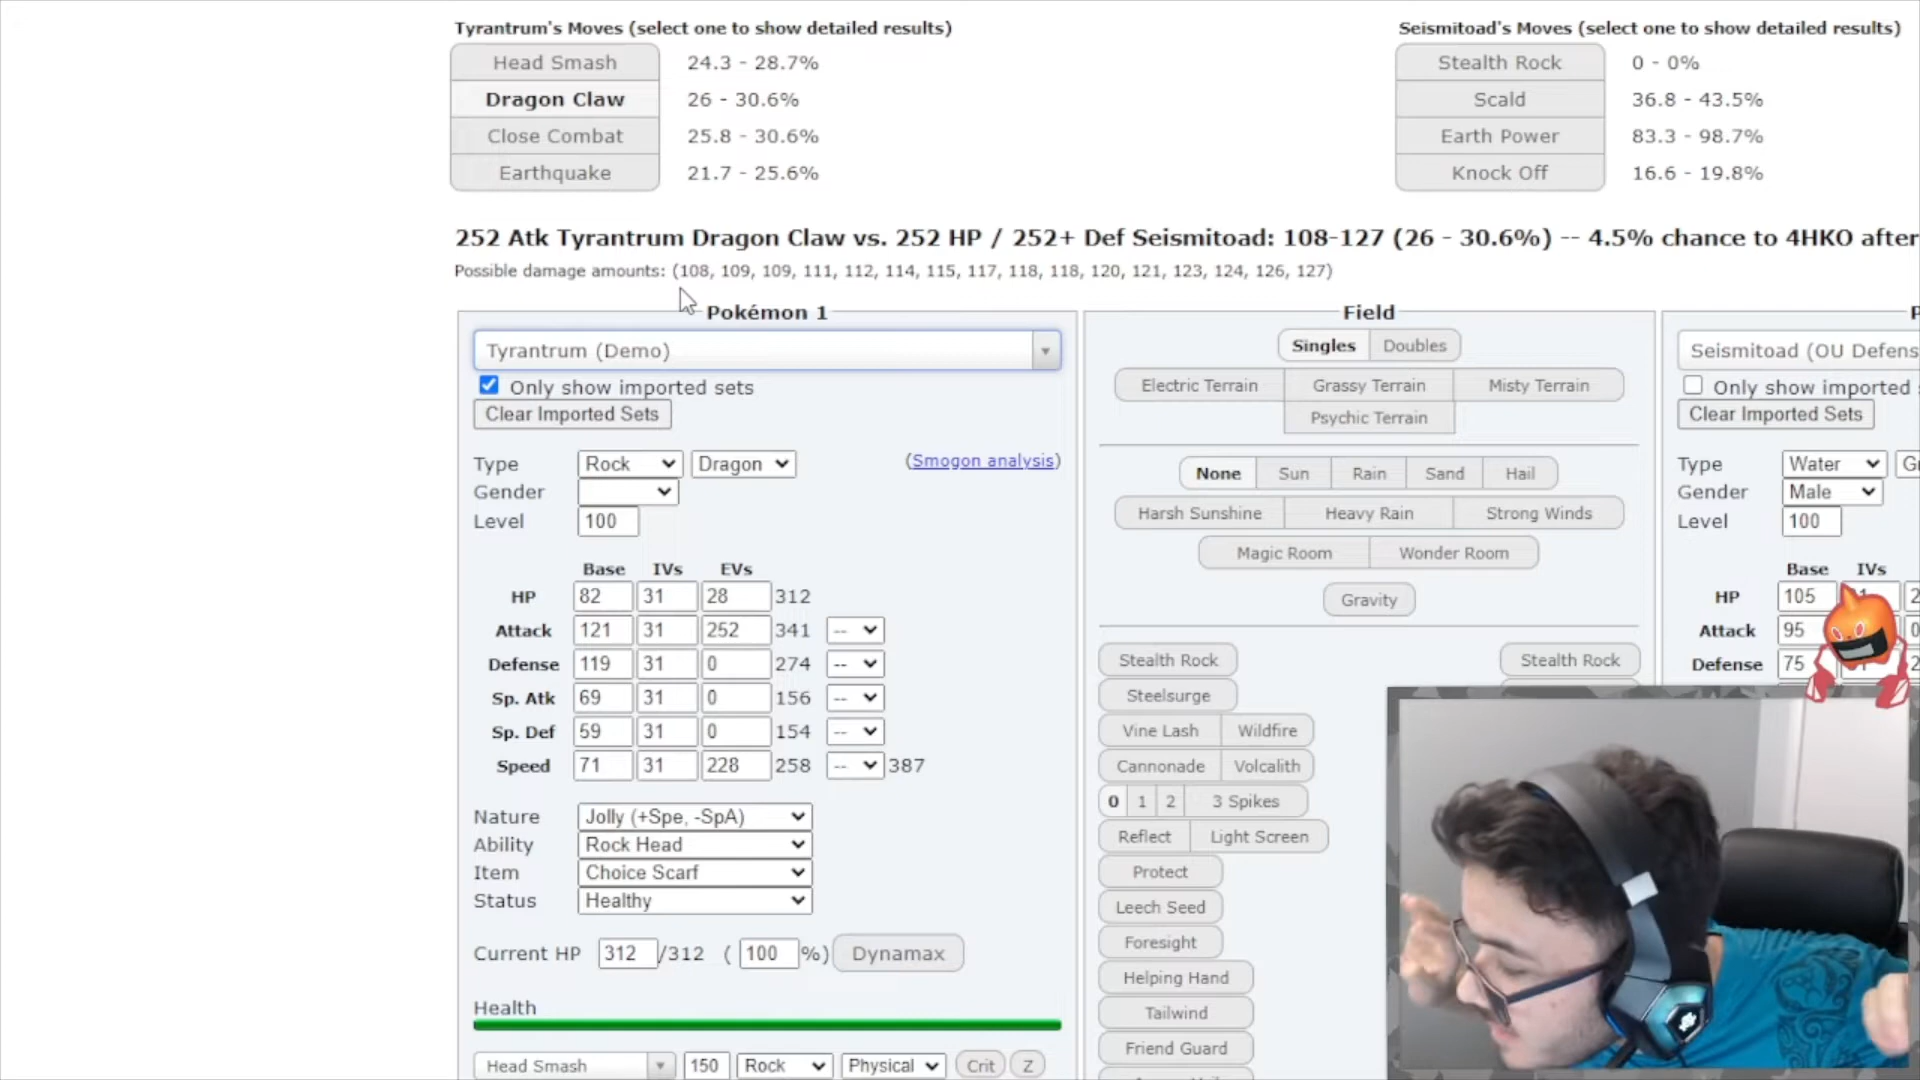 Tyrantrum's Moves (select one to show detailed results)
Head Smash 24.3 - 28.7%
Dragon Claw 26 - 30.6%
Close Combat 25.8 - 30.6%
Earthquake 21.7 - 25.6%
Seismitoad's Moves (select one to show detailed results)
Stealth Rock 0 - 0%
Scald 36.8 - 43.5%
Earth Power 83.3 - 98.7%
Knock Off 16.6 - 19.8%
252 Atk Tyrantrum Dragon Claw vs. 252 HP / 252+ Def Seismitoad: 108-127 (26 - 30.6%) -- 4.5% chance to 4HKO after
Possible damage amounts: (108, 109, 109, 111, 112, 114, 115, 117, 118, 118, 120, 121, 123, 124, 126, 127)
Pokémon 1
Tyrantrum (Demo)
Only show imported sets
Clear Imported Sets
Type Rock Dragon (Smogon analysis)
Gender
Level 100
Base IVs EVs
HP 82 31 28 312
Attack 121 31 252 341 --
Defense 119 31 0 274 --
Sp. Atk 69 31 0 156 --
Sp. Def 59 31 0 154 --
Speed 71 31 228 258 -- 387
Nature Jolly (+Spe, -SpA)
Ability Rock Head
Item Choice Scarf
Status Healthy
Current HP 312 /312 ( 100 %) Dynamax
Health
Head Smash 150 Rock Physical Crit Z
Field
Singles Doubles
Electric Terrain Grassy Terrain Misty Terrain
Psychic Terrain
None Sun Rain Sand Hail
Harsh Sunshine Heavy Rain Strong Winds
Magic Room Wonder Room
Gravity
Stealth Rock Stealth Rock
Steelsurge
Vine Lash Wildfire
Cannonade Volcalith
0 1 2 3 Spikes
Reflect Light Screen
Protect
Leech Seed
Foresight
Helping Hand
Tailwind
Friend Guard
P
Seismitoad (OU Defens
Only show imported
Clear Imported Sets
Type Water
Gender Male
Level 100
Base IVs
HP 105
Attack 95
Defense 75